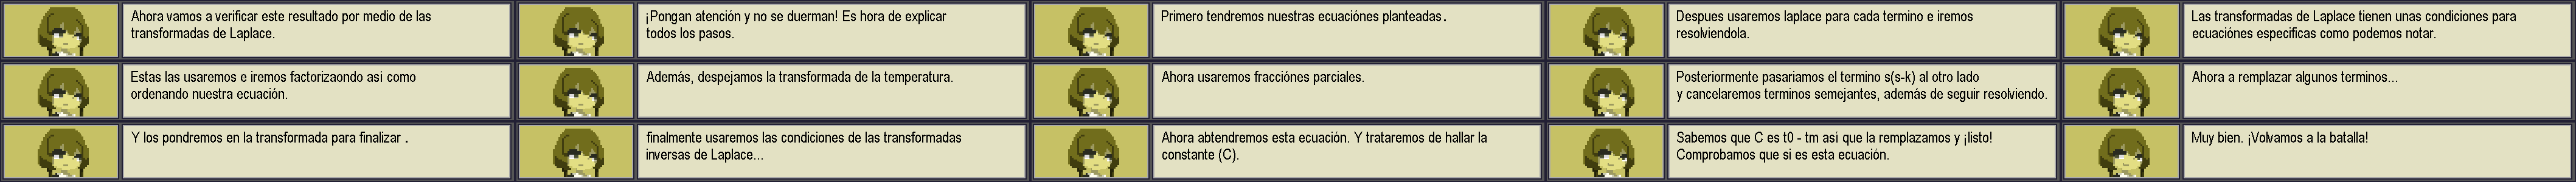 Ahora vamos a verificar este resultado por medio de las
transformadas de Laplace.
¡Pongan atención y no se duerman! Es hora de explicar
todos los pasos.
Primero tendremos nuestras ecuaciónes planteadas.
Despues usaremos laplace para cada termino e iremos
resolviendola.
Las transformadas de Laplace tienen unas condiciones para
ecuaciónes especificas como podemos notar.
Estas las usaremos e iremos factorizaondo asi como
ordenando nuestra ecuación.
Además, despejamos la transformada de la temperatura.
Ahora usaremos fracciónes parciales.
Posteriormente pasariamos el termino s(s-k) al otro lado
y cancelaremos terminos semejantes, además de seguir resolviendo.
Ahora a remplazar algunos terminos...
Y los pondremos en la transformada para finalizar .
finalmente usaremos las condiciones de las transformadas
inversas de Laplace...
Ahora abtendremos esta ecuación. Y trataremos de hallar la
constante (C).
Sabemos que C es t0 - tm asi que la remplazamos y ¡listo!
Comprobamos que si es esta ecuación.
Muy bien. ¡Volvamos a la batalla!